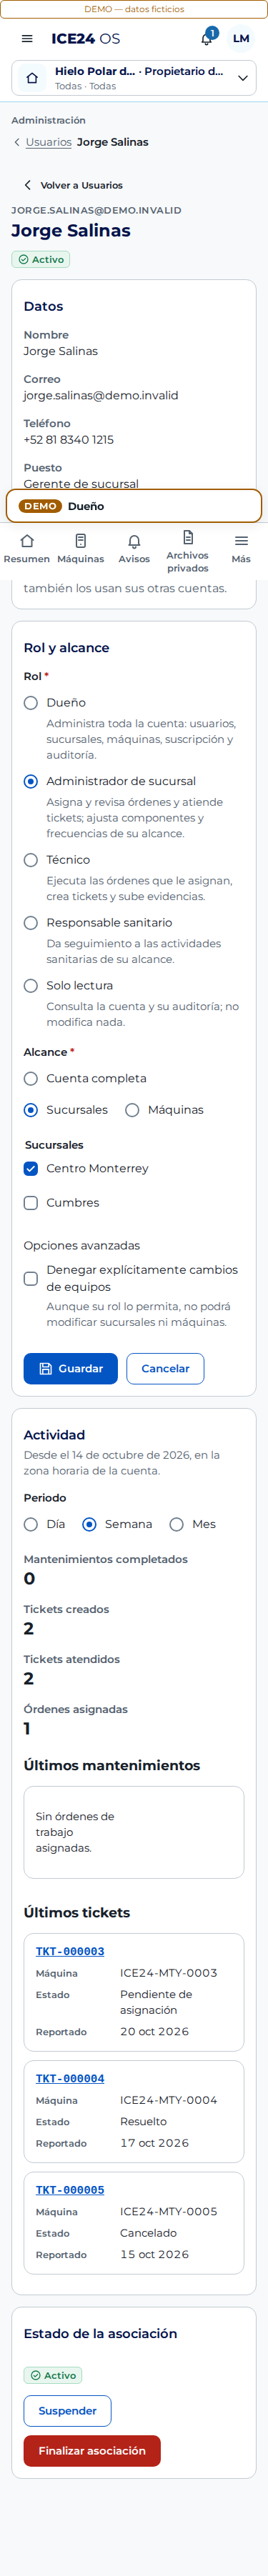 DEMO — datos ficticios
ICE24 OS
1
LM
Hielo Polar d... · Propietario d...
Todas · Todas
Administración
Usuarios Jorge Salinas
Volver a Usuarios
JORGE.SALINAS@DEMO.INVALID
Jorge Salinas
Activo
Datos
Nombre
Jorge Salinas
Correo
jorge.salinas@demo.invalid
Teléfono
+52 81 8340 1215
Puesto
Gerente de sucursal
DEMO Dueño
Resumen
Máquinas
Avisos
Archivos privados
Más
también los usan sus otras cuentas.
Rol y alcance
Rol *
Dueño
Administra toda la cuenta: usuarios,
sucursales, máquinas, suscripción y
auditoría.
Administrador de sucursal
Asigna y revisa órdenes y atiende
tickets; ajusta componentes y
frecuencias de su alcance.
Técnico
Ejecuta las órdenes que le asignan,
crea tickets y sube evidencias.
Responsable sanitario
Da seguimiento a las actividades
sanitarias de su alcance.
Solo lectura
Consulta la cuenta y su auditoría; no
modifica nada.
Alcance *
Cuenta completa
Sucursales Máquinas
Sucursales
Centro Monterrey
Cumbres
Opciones avanzadas
Denegar explícitamente cambios
de equipos
Aunque su rol lo permita, no podrá
modificar sucursales ni máquinas.
Guardar Cancelar
Actividad
Desde el 14 de octubre de 2026, en la
zona horaria de la cuenta.
Periodo
Día Semana Mes
Mantenimientos completados
0
Tickets creados
2
Tickets atendidos
2
Órdenes asignadas
1
Últimos mantenimientos
Sin órdenes de
trabajo
asignadas.
Últimos tickets
TKT-000003
Máquina ICE24-MTY-0003
Estado Pendiente de
asignación
Reportado 20 oct 2026
TKT-000004
Máquina ICE24-MTY-0004
Estado Resuelto
Reportado 17 oct 2026
TKT-000005
Máquina ICE24-MTY-0005
Estado Cancelado
Reportado 15 oct 2026
Estado de la asociación
Activo
Suspender
Finalizar asociación